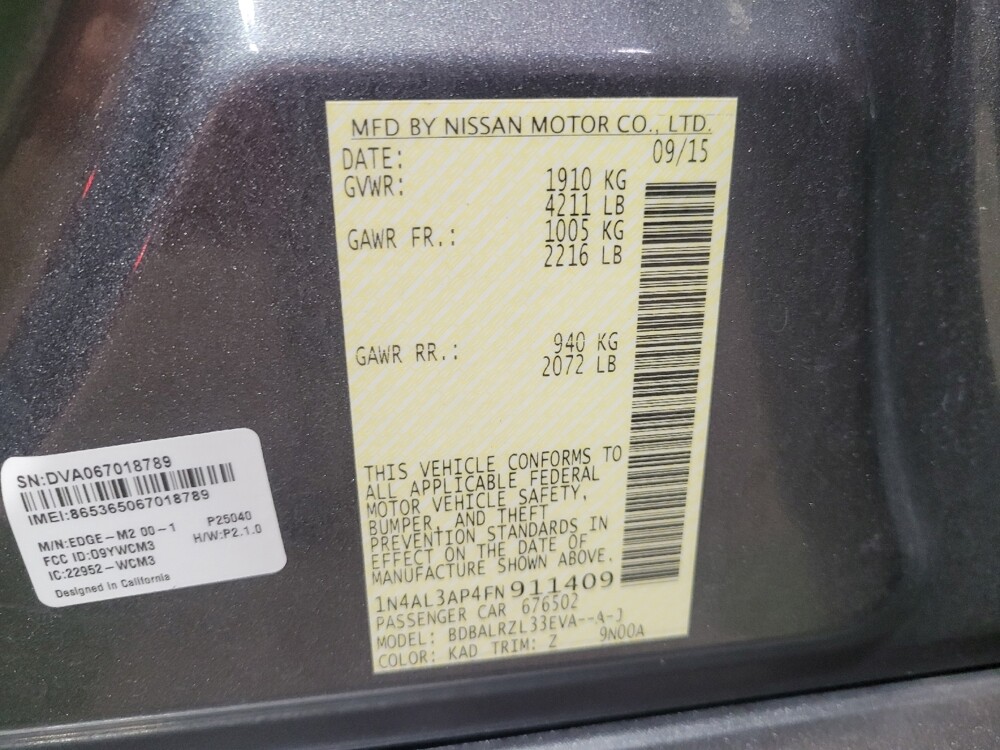 MFD BY NISSAN MOTOR CO., LTD.
DATE: 09/15
GVWR: 1910 KG
4211 LB
GAWR FR.: 1005 KG
2216 LB
GAWR RR.: 940 KG
2072 LB
THIS VEHICLE CONFORMS TO
ALL APPLICABLE FEDERAL
MOTOR VEHICLE SAFETY,
BUMPER, AND THEFT
PREVENTION STANDARDS IN
EFFECT ON THE DATE OF
MANUFACTURE SHOWN ABOVE.
1N4AL3AP4FN911409
PASSENGER CAR 676502
MODEL: BDBALRZL33EVA--A-J
COLOR: KAD TRIM: Z 9N00A
SN:DVA067018789
IMEI:865365067018789
M/N:EDGE-M2 00-1 P25040
FCC ID:09YWCM3 H/W:P2.1.0
IC:22952-WCM3
Designed in California